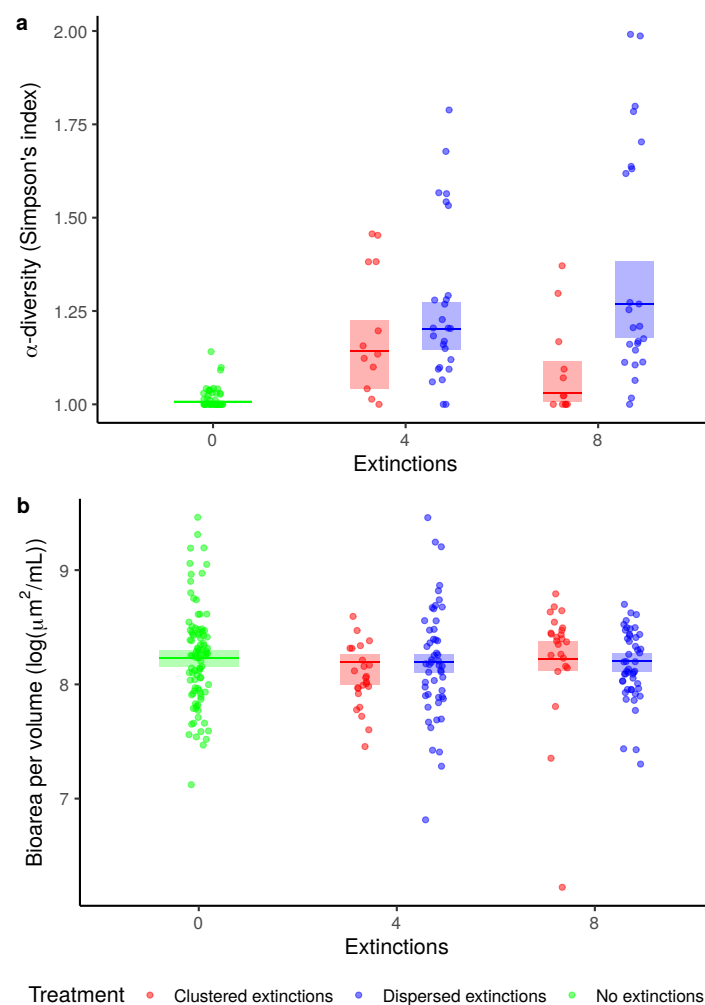 a
α-diversity (Simpson's index)
2.00
1.75
1.50
1.25
1.00
0 4 8
Extinctions
b
Bioarea per volume (log(μm²/mL))
9
8
7
0 4 8
Extinctions
Treatment Clustered extinctions Dispersed extinctions No extinctions